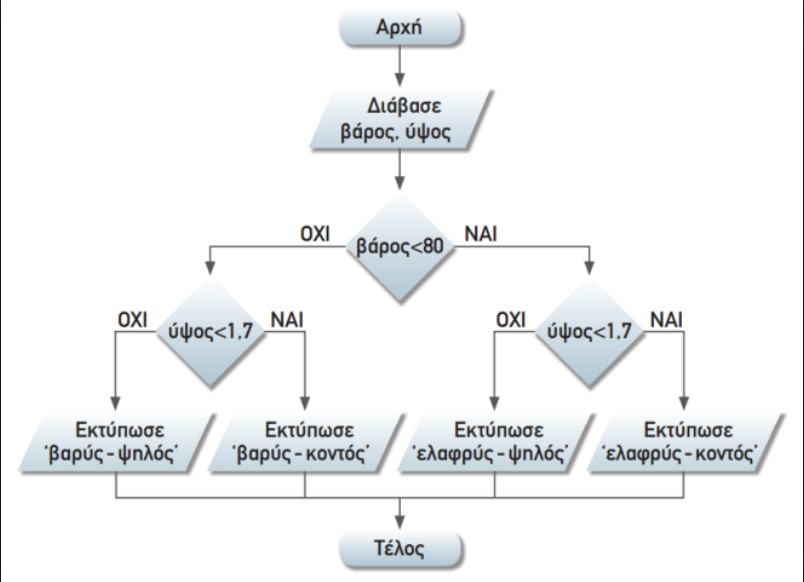 Αρχή
Διάβασε
βάρος, ύψος
ΟΧΙ
βάρος<80
ΝΑΙ
ΟΧΙ
ύψος<1,7
ΝΑΙ
ΟΧΙ
ύψος<1,7
ΝΑΙ
Εκτύπωσε
'βαρύς - ψηλός'
Εκτύπωσε
'βαρύς - κοντός'
Εκτύπωσε
'ελαφρύς - ψηλός'
Εκτύπωσε
'ελαφρύς - κοντός'
Τέλος